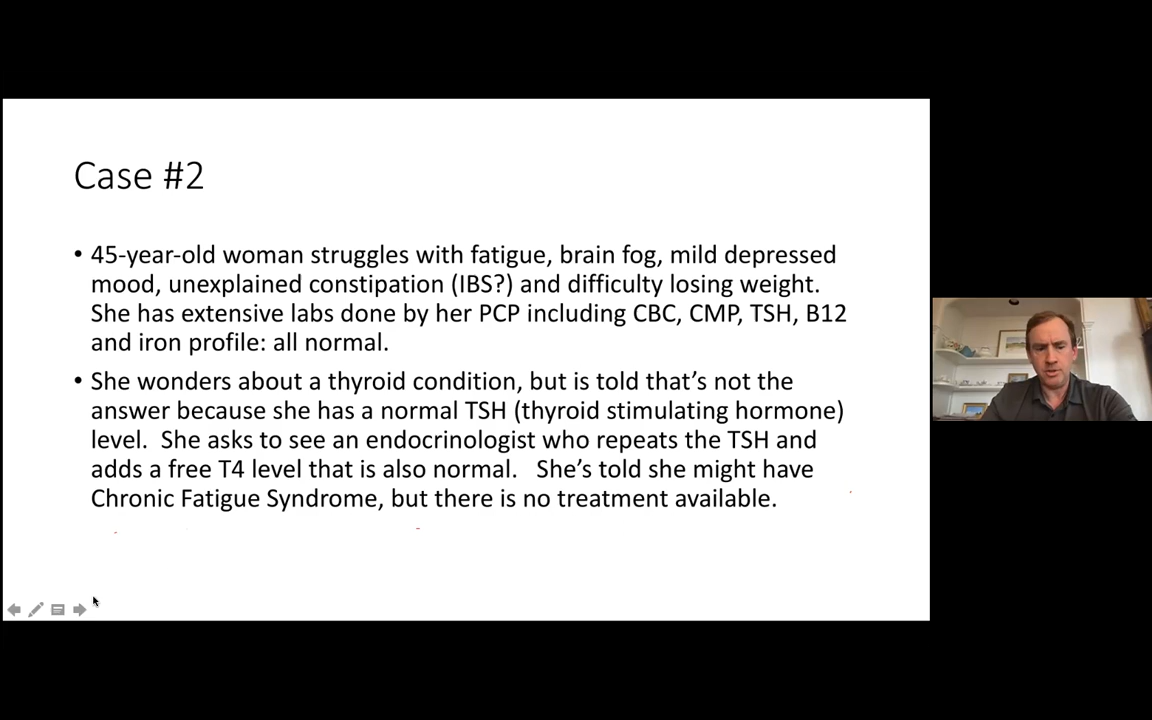 Case #2
• 45-year-old woman struggles with fatigue, brain fog, mild depressed
mood, unexplained constipation (IBS?) and difficulty losing weight.
She has extensive labs done by her PCP including CBC, CMP, TSH, B12
and iron profile: all normal.
• She wonders about a thyroid condition, but is told that’s not the
answer because she has a normal TSH (thyroid stimulating hormone)
level.  She asks to see an endocrinologist who repeats the TSH and
adds a free T4 level that is also normal.   She’s told she might have
Chronic Fatigue Syndrome, but there is no treatment available.